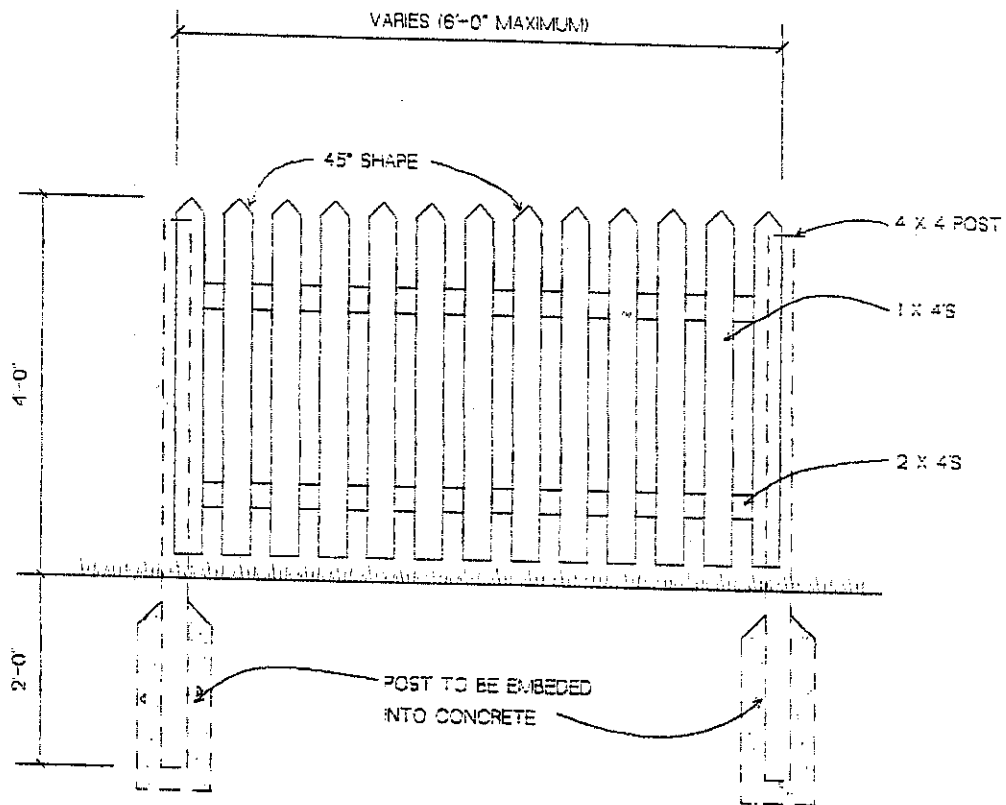 VARIES (6'-0" MAXIMUM)
45° SHAPE
4 X 4 POST
1 X 4'S
4'-0"
2 X 4'S
2'-0"
POST TO BE EMBEDED
INTO CONCRETE